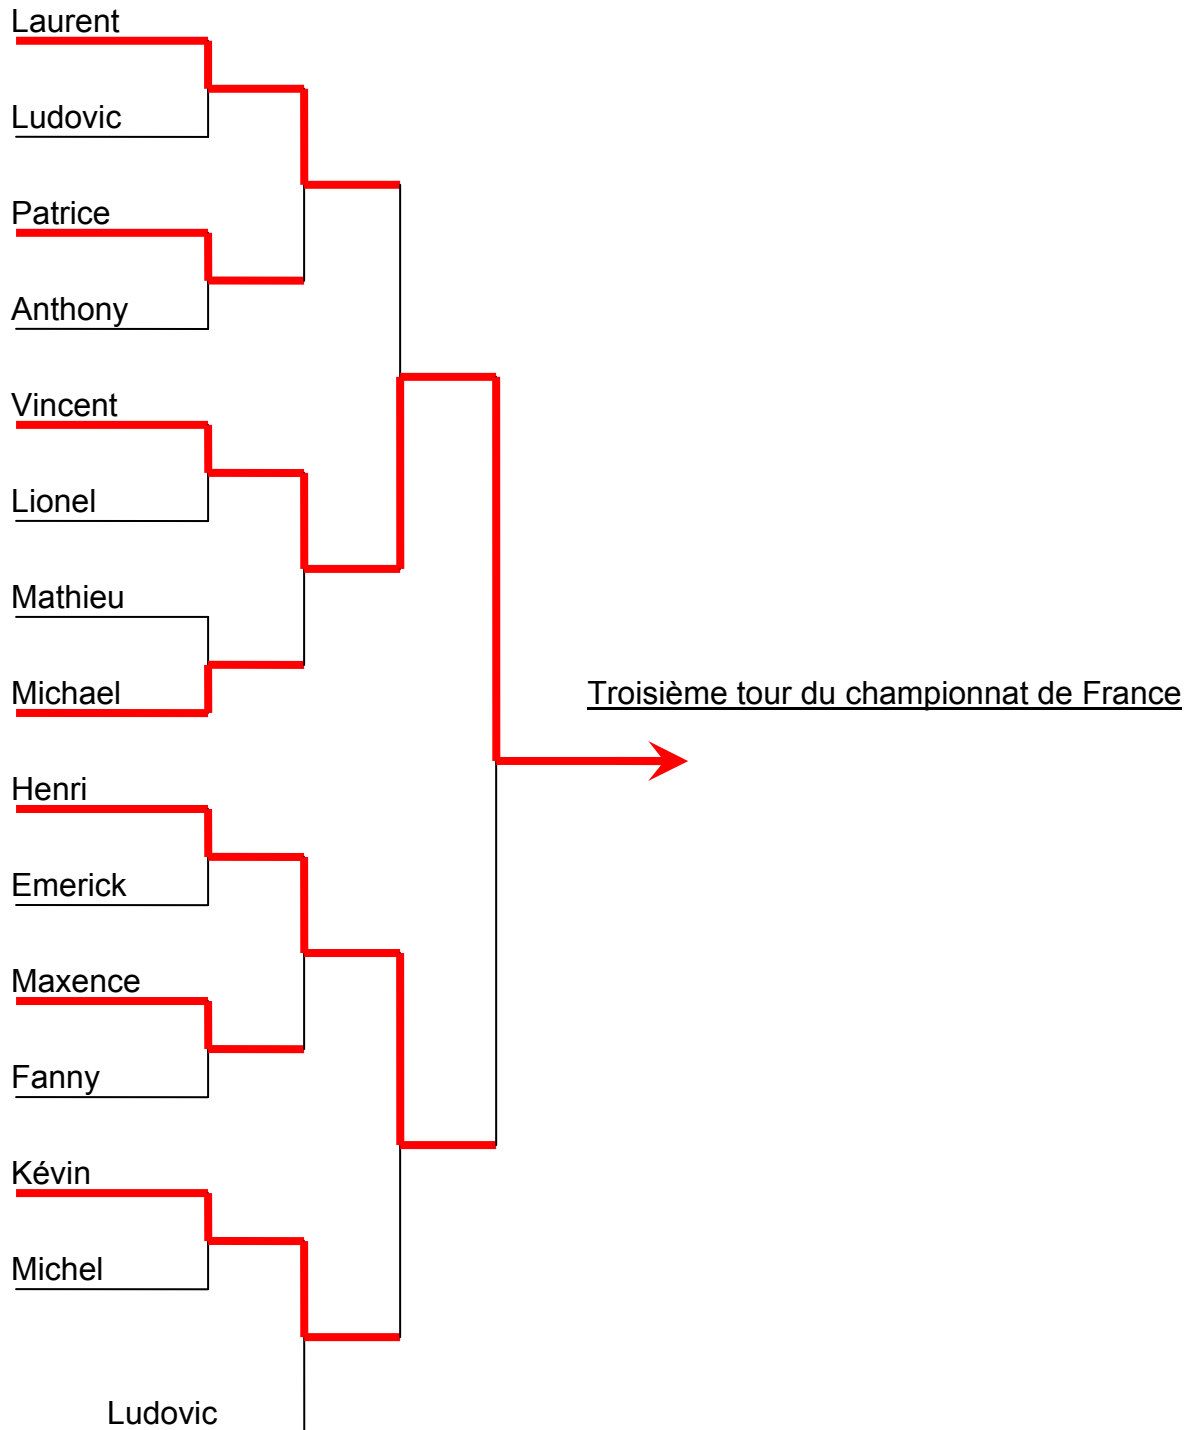 Laurent
Ludovic
Patrice
Anthony
Vincent
Lionel
Mathieu
Michael
Troisième tour du championnat de France
Henri
Emerick
Maxence
Fanny
Kévin
Michel
Ludovic